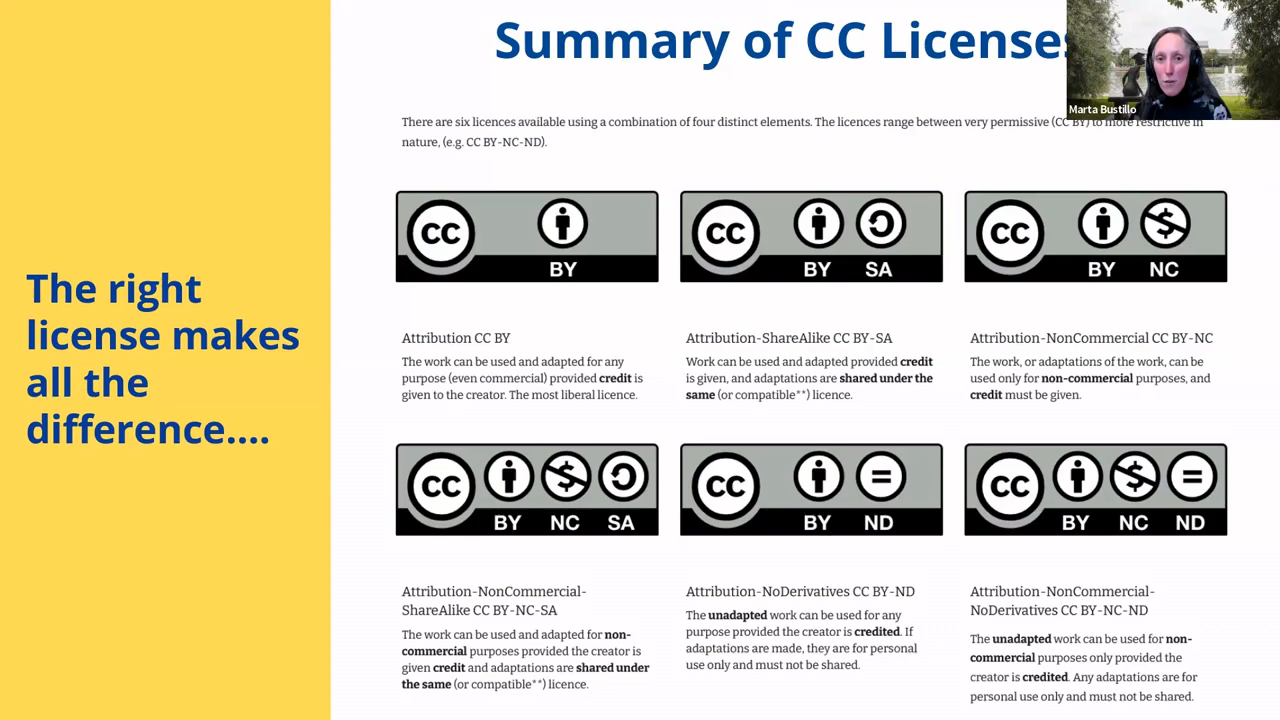 Summary of CC Licenses
Marta Bustillo
There are six licences available using a combination of four distinct elements. The licences range between very permissive (CC BY) to more restrictive in
nature, (e.g. CC BY-NC-ND).
The right
license makes
all the
difference....
CC BY
CC BY SA
CC BY NC
Attribution CC BY
The work can be used and adapted for any
purpose (even commercial) provided credit is
given to the creator. The most liberal licence.
Attribution-ShareAlike CC BY-SA
Work can be used and adapted provided credit
is given, and adaptations are shared under the
same (or compatible**) licence.
Attribution-NonCommercial CC BY-NC
The work, or adaptations of the work, can be
used only for non-commercial purposes, and
credit must be given.
CC BY NC SA
CC BY ND
CC BY NC ND
Attribution-NonCommercial-
ShareAlike CC BY-NC-SA
The work can be used and adapted for non-
commercial purposes provided the creator is
given credit and adaptations are shared under
the same (or compatible**) licence.
Attribution-NoDerivatives CC BY-ND
The unadapted work can be used for any
purpose provided the creator is credited. If
adaptations are made, they are for personal
use only and must not be shared.
Attribution-NonCommercial-
NoDerivatives CC BY-NC-ND
The unadapted work can be used for non-
commercial purposes only provided the
creator is credited. Any adaptations are for
personal use only and must not be shared.